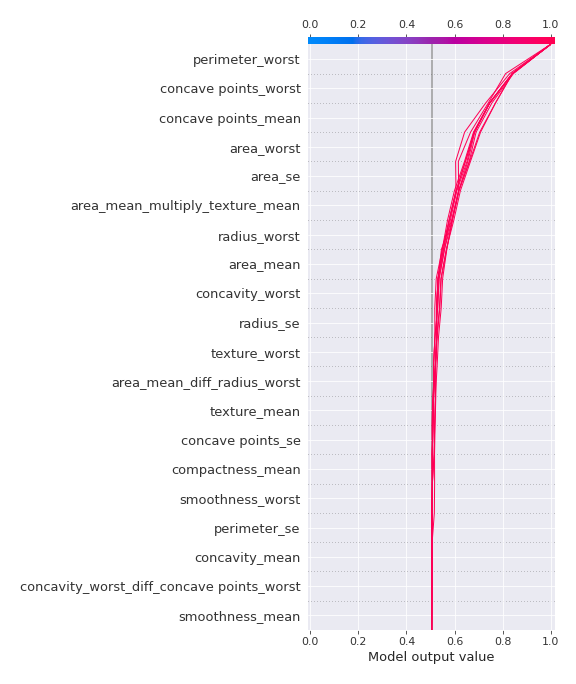 0.0 0.2 0.4 0.6 0.8 1.0
perimeter_worst
concave points_worst
concave points_mean
area_worst
area_se
area_mean_multiply_texture_mean
radius_worst
area_mean
concavity_worst
radius_se
texture_worst
area_mean_diff_radius_worst
texture_mean
concave points_se
compactness_mean
smoothness_worst
perimeter_se
concavity_mean
concavity_worst_diff_concave points_worst
smoothness_mean
0.0 0.2 0.4 0.6 0.8 1.0
Model output value